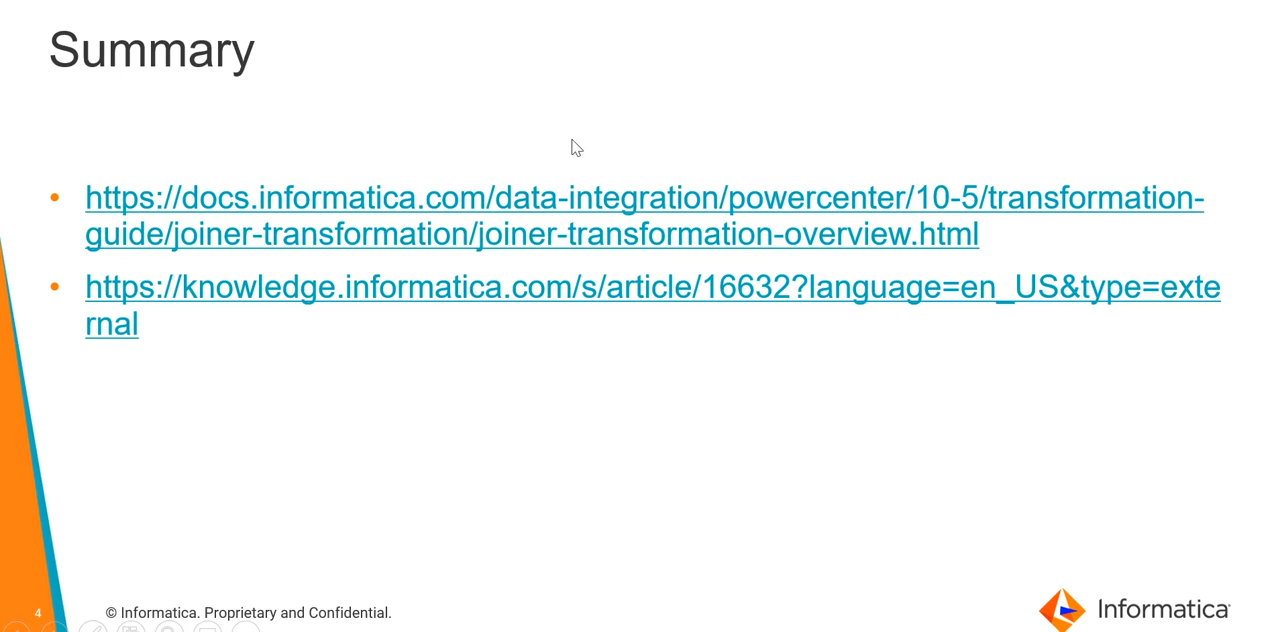 Summary
• https://docs.informatica.com/data-integration/powercenter/10-5/transformation-
guide/joiner-transformation/joiner-transformation-overview.html
• https://knowledge.informatica.com/s/article/16632?language=en_US&type=exte
rnal
4
© Informatica. Proprietary and Confidential.
Informatica